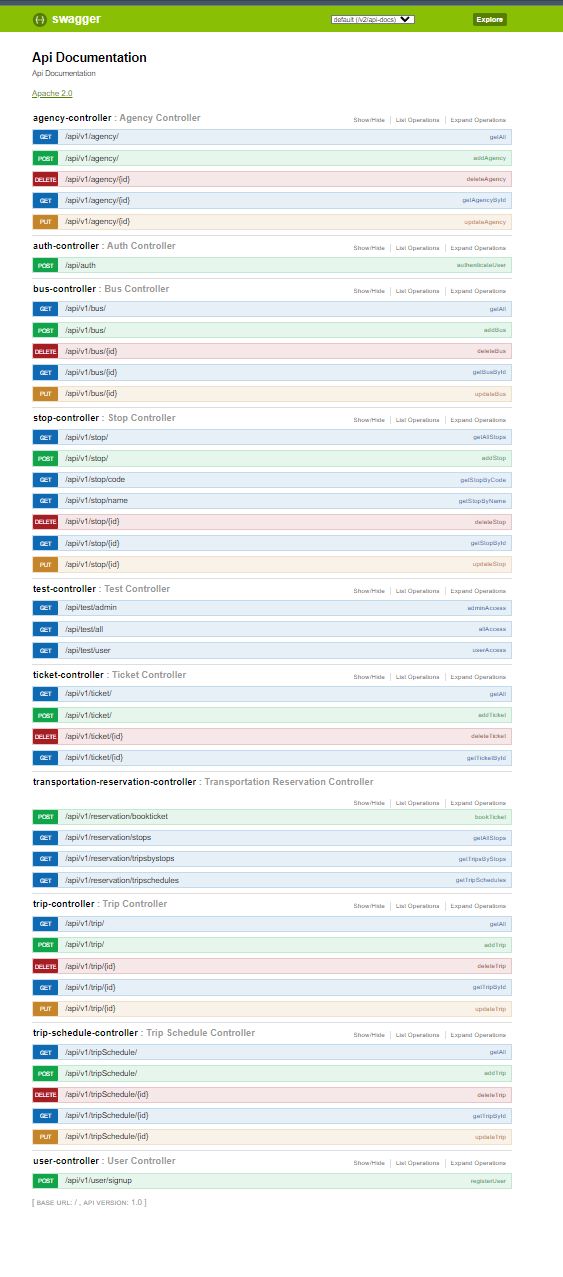 {··} swagger default (/v2/api-docs) Explore
Api Documentation
Api Documentation
Apache 2.0
agency-controller : Agency Controller Show/Hide List Operations Expand Operations
GET /api/v1/agency/ getAll
POST /api/v1/agency/ addAgency
DELETE /api/v1/agency/{id} deleteAgency
GET /api/v1/agency/{id} getAgencyById
PUT /api/v1/agency/{id} updateAgency
auth-controller : Auth Controller Show/Hide List Operations Expand Operations
POST /api/auth authenticateUser
bus-controller : Bus Controller Show/Hide List Operations Expand Operations
GET /api/v1/bus/ getAll
POST /api/v1/bus/ addBus
DELETE /api/v1/bus/{id} deleteBus
GET /api/v1/bus/{id} getBusById
PUT /api/v1/bus/{id} updateBus
stop-controller : Stop Controller Show/Hide List Operations Expand Operations
GET /api/v1/stop/ getAllStops
POST /api/v1/stop/ addStop
GET /api/v1/stop/code getStopByCode
GET /api/v1/stop/name getStopByName
DELETE /api/v1/stop/{id} deleteStop
GET /api/v1/stop/{id} getStopById
PUT /api/v1/stop/{id} updateStop
test-controller : Test Controller Show/Hide List Operations Expand Operations
GET /api/test/admin adminAccess
GET /api/test/all allAccess
GET /api/test/user userAccess
ticket-controller : Ticket Controller Show/Hide List Operations Expand Operations
GET /api/v1/ticket/ getAll
POST /api/v1/ticket/ addTicket
DELETE /api/v1/ticket/{id} deleteTicket
GET /api/v1/ticket/{id} getTicketById
transportation-reservation-controller : Transportation Reservation Controller
Show/Hide List Operations Expand Operations
POST /api/v1/reservation/bookticket bookTicket
GET /api/v1/reservation/stops getAllStops
GET /api/v1/reservation/tripsbystops getTripsByStops
GET /api/v1/reservation/tripschedules getTripSchedules
trip-controller : Trip Controller Show/Hide List Operations Expand Operations
GET /api/v1/trip/ getAll
POST /api/v1/trip/ addTrip
DELETE /api/v1/trip/{id} deleteTrip
GET /api/v1/trip/{id} getTripById
PUT /api/v1/trip/{id} updateTrip
trip-schedule-controller : Trip Schedule Controller Show/Hide List Operations Expand Operations
GET /api/v1/tripSchedule/ getAll
POST /api/v1/tripSchedule/ addTrip
DELETE /api/v1/tripSchedule/{id} deleteTrip
GET /api/v1/tripSchedule/{id} getTripById
PUT /api/v1/tripSchedule/{id} updateTrip
user-controller : User Controller Show/Hide List Operations Expand Operations
POST /api/v1/user/signup registerUser
[ BASE URL: / , API VERSION: 1.0 ]